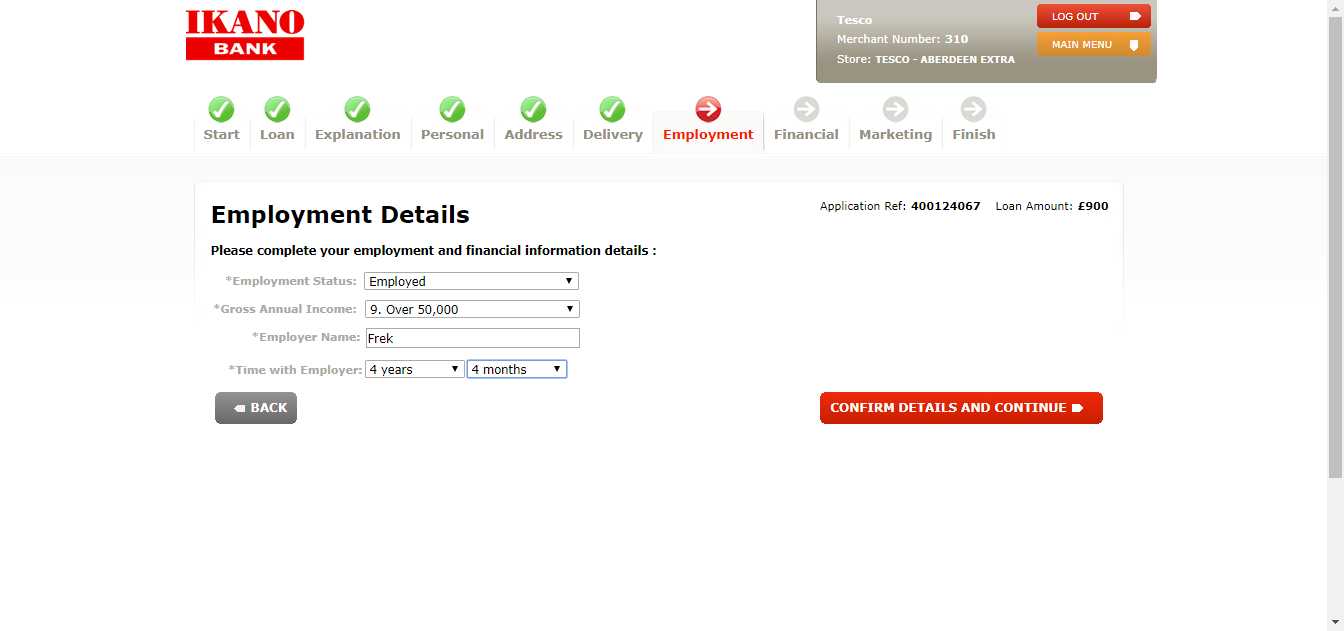 IKANO
BANK
Tesco
Merchant Number: 310
Store: TESCO - ABERDEEN EXTRA
LOG OUT
MAIN MENU
Start Loan Explanation Personal Address Delivery Employment Financial Marketing Finish
Employment Details
Application Ref: 400124067 Loan Amount: £900
Please complete your employment and financial information details :
*Employment Status: Employed
*Gross Annual Income: 9. Over 50,000
*Employer Name: Frek
*Time with Employer: 4 years 4 months
BACK
CONFIRM DETAILS AND CONTINUE